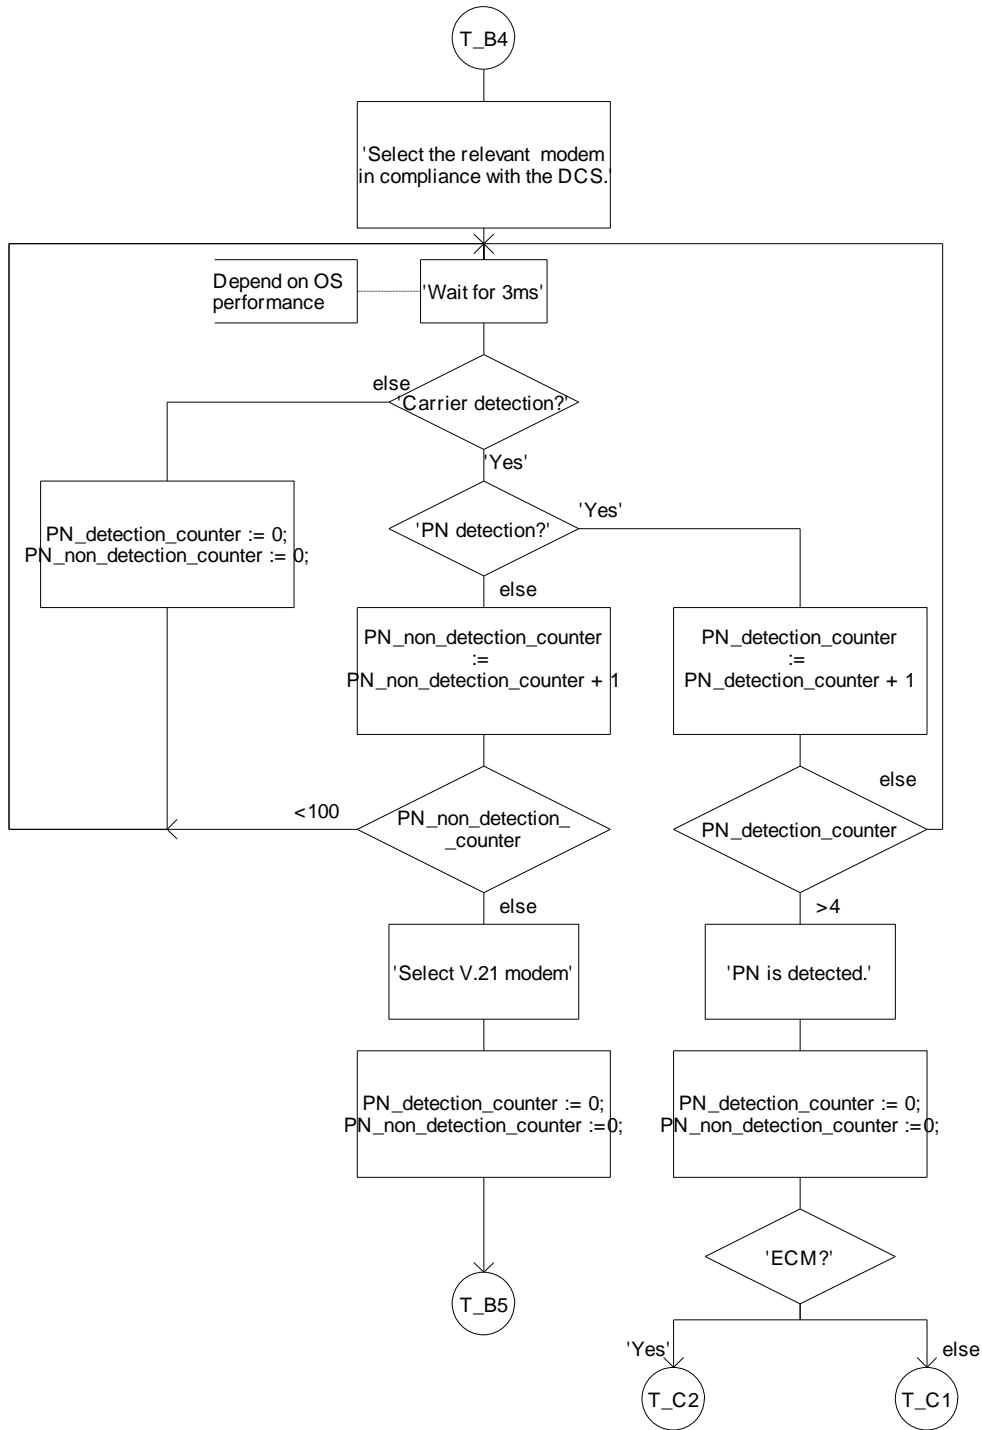 T_B4
'Select the relevant modem
in compliance with the DCS.'
Depend on OS
performance
'Wait for 3ms'
else
'Carrier detection?'
'Yes'
'Yes'
'PN detection?'
PN_detection_counter := 0;
PN_non_detection_counter := 0;
else
PN_non_detection_counter
:=
PN_non_detection_counter + 1
PN_detection_counter
:=
PN_detection_counter + 1
else
<100
PN_non_detection_
_counter
PN_detection_counter
else
>4
'Select V.21 modem'
'PN is detected.'
PN_detection_counter := 0;
PN_non_detection_counter :=0;
PN_detection_counter := 0;
PN_non_detection_counter :=0;
'ECM?'
T_B5
'Yes'
else
T_C2
T_C1